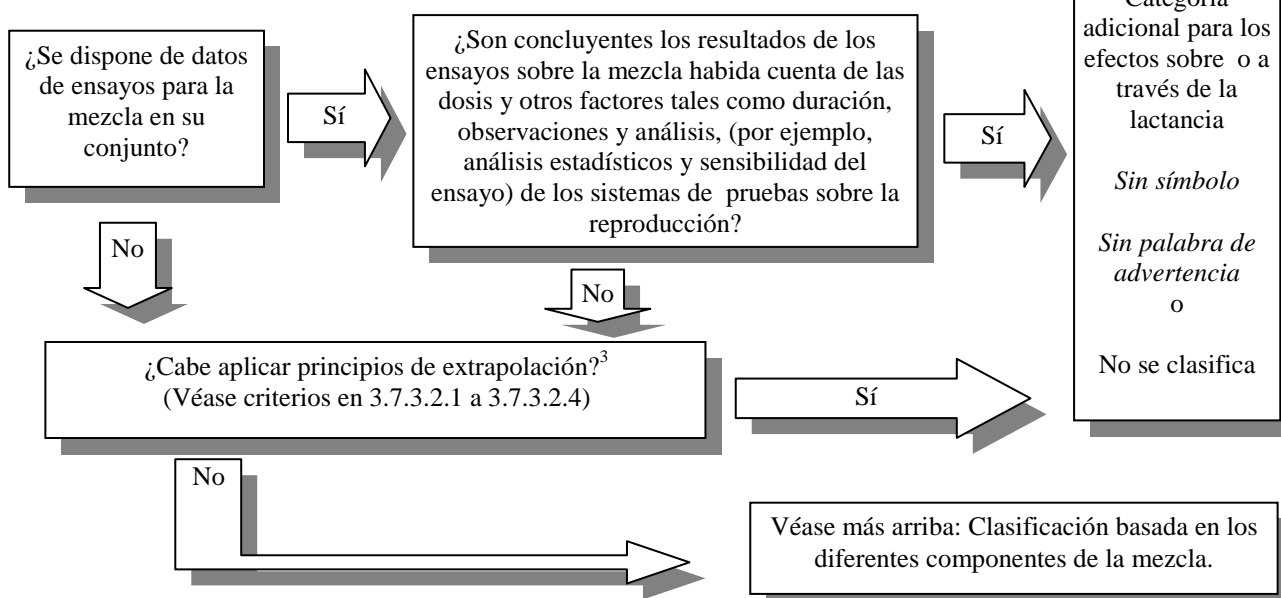 ¿Se dispone de datos
de ensayos para la
mezcla en su
conjunto?
Sí
¿Son concluyentes los resultados de los
ensayos sobre la mezcla habida cuenta de las
dosis y otros factores tales como duración,
observaciones y análisis, (por ejemplo,
análisis estadísticos y sensibilidad del
ensayo) de los sistemas de pruebas sobre la
reproducción?
Sí
Categoría
adicional para los
efectos sobre o a
través de la
lactancia
Sin símbolo
Sin palabra de
advertencia
o
No se clasifica
No
No
¿Cabe aplicar principios de extrapolación?³
(Véase criterios en 3.7.3.2.1 a 3.7.3.2.4)
Sí
No
Véase más arriba: Clasificación basada en los
diferentes componentes de la mezcla.